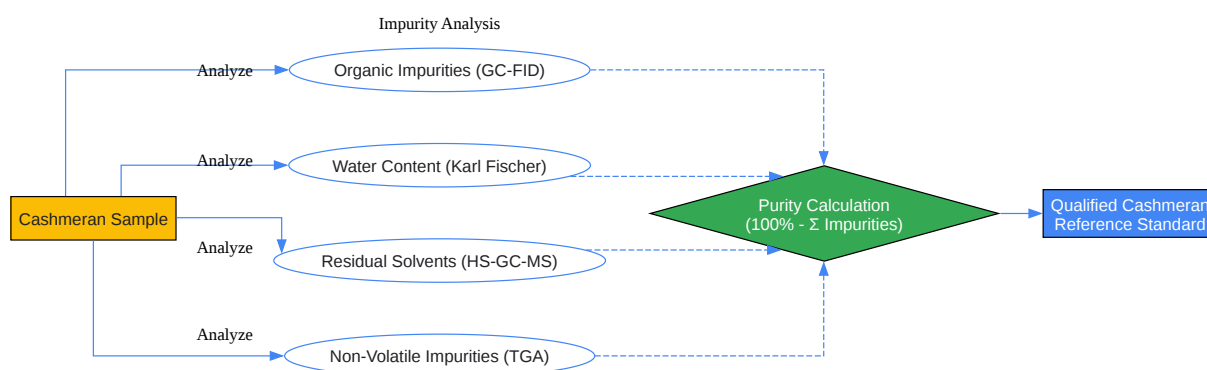 Impurity Analysis
Analyze
Organic Impurities (GC-FID)
Analyze
Water Content (Karl Fischer)
Cashmeran Sample
Purity Calculation
(100% - Σ Impurities)
Qualified Cashmeran
Reference Standard
Analyze
Residual Solvents (HS-GC-MS)
Analyze
Non-Volatile Impurities (TGA)